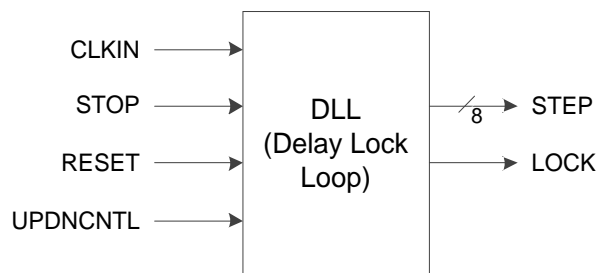 CLKIN
STOP
RESET
UPDNCNTL
DLL
(Delay Lock
Loop)
8
STEP
LOCK